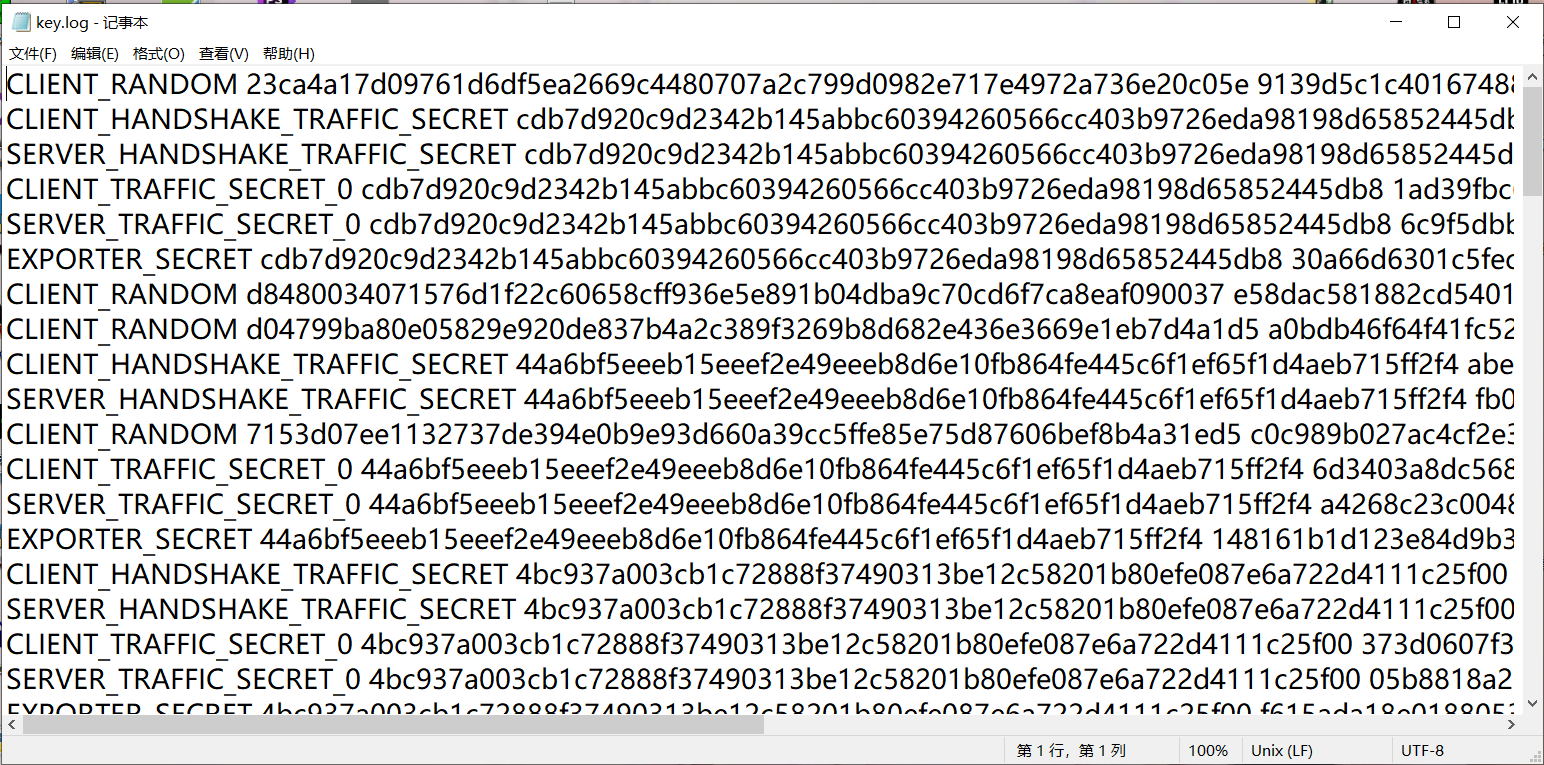 key.log - 记事本
文件(F) 编辑(E) 格式(O) 查看(V) 帮助(H)
CLIENT_RANDOM 23ca4a17d09761d6df5ea2669c4480707a2c799d0982e717e4972a736e20c05e 9139d5c1c40167488
CLIENT_HANDSHAKE_TRAFFIC_SECRET cdb7d920c9d2342b145abbc60394260566cc403b9726eda98198d65852445db
SERVER_HANDSHAKE_TRAFFIC_SECRET cdb7d920c9d2342b145abbc60394260566cc403b9726eda98198d65852445d
CLIENT_TRAFFIC_SECRET_0 cdb7d920c9d2342b145abbc60394260566cc403b9726eda98198d65852445db8 1ad39fbc
SERVER_TRAFFIC_SECRET_0 cdb7d920c9d2342b145abbc60394260566cc403b9726eda98198d65852445db8 6c9f5dbb
EXPORTER_SECRET cdb7d920c9d2342b145abbc60394260566cc403b9726eda98198d65852445db8 30a66d6301c5fec
CLIENT_RANDOM d8480034071576d1f22c60658cff936e5e891b04dba9c70cd6f7ca8eaf090037 e58dac581882cd5401
CLIENT_RANDOM d04799ba80e05829e920de837b4a2c389f3269b8d682e436e3669e1eb7d4a1d5 a0bdb46f64f41fc52
CLIENT_HANDSHAKE_TRAFFIC_SECRET 44a6bf5eeeb15eeef2e49eeeb8d6e10fb864fe445c6f1ef65f1d4aeb715ff2f4 abe
SERVER_HANDSHAKE_TRAFFIC_SECRET 44a6bf5eeeb15eeef2e49eeeb8d6e10fb864fe445c6f1ef65f1d4aeb715ff2f4 fb0
CLIENT_RANDOM 7153d07ee1132737de394e0b9e93d660a39cc5ffe85e75d87606bef8b4a31ed5 c0c989b027ac4cf2e3
CLIENT_TRAFFIC_SECRET_0 44a6bf5eeeb15eeef2e49eeeb8d6e10fb864fe445c6f1ef65f1d4aeb715ff2f4 6d3403a8dc568
SERVER_TRAFFIC_SECRET_0 44a6bf5eeeb15eeef2e49eeeb8d6e10fb864fe445c6f1ef65f1d4aeb715ff2f4 a4268c23c0048
EXPORTER_SECRET 44a6bf5eeeb15eeef2e49eeeb8d6e10fb864fe445c6f1ef65f1d4aeb715ff2f4 148161b1d123e84d9b3
CLIENT_HANDSHAKE_TRAFFIC_SECRET 4bc937a003cb1c72888f37490313be12c58201b80efe087e6a722d4111c25f00
SERVER_HANDSHAKE_TRAFFIC_SECRET 4bc937a003cb1c72888f37490313be12c58201b80efe087e6a722d4111c25f00
CLIENT_TRAFFIC_SECRET_0 4bc937a003cb1c72888f37490313be12c58201b80efe087e6a722d4111c25f00 373d0607f3
SERVER_TRAFFIC_SECRET_0 4bc937a003cb1c72888f37490313be12c58201b80efe087e6a722d4111c25f00 05b8818a2
EXPORTER_SECRET 4bc937a003cb1c72888f37490313be12c58201b80efe087e6a722d4111c25f00
第 1 行，第 1 列 100% Unix (LF) UTF-8